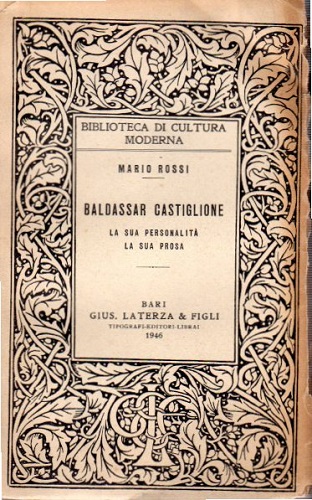 BIBLIOTECA DI CULTURA
MODERNA
MARIO ROSSI
BALDASSAR CASTIGLIONE
LA SUA PERSONALITÀ
LA SUA PROSA
BARI
GIUS. LATERZA & FIGLI
TIPOGRAFI-EDITORI-LIBRAI
1946